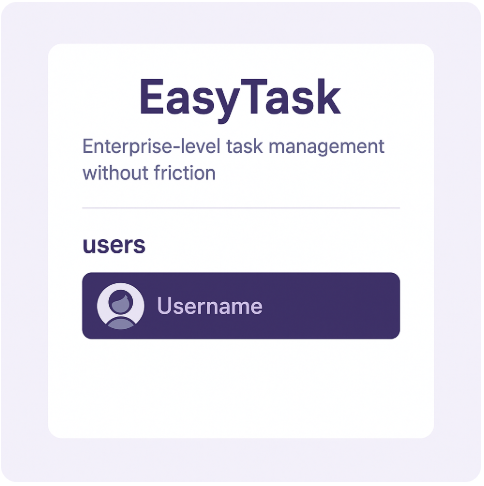 EasyTask
Enterprise-level task management
without friction
users
Username